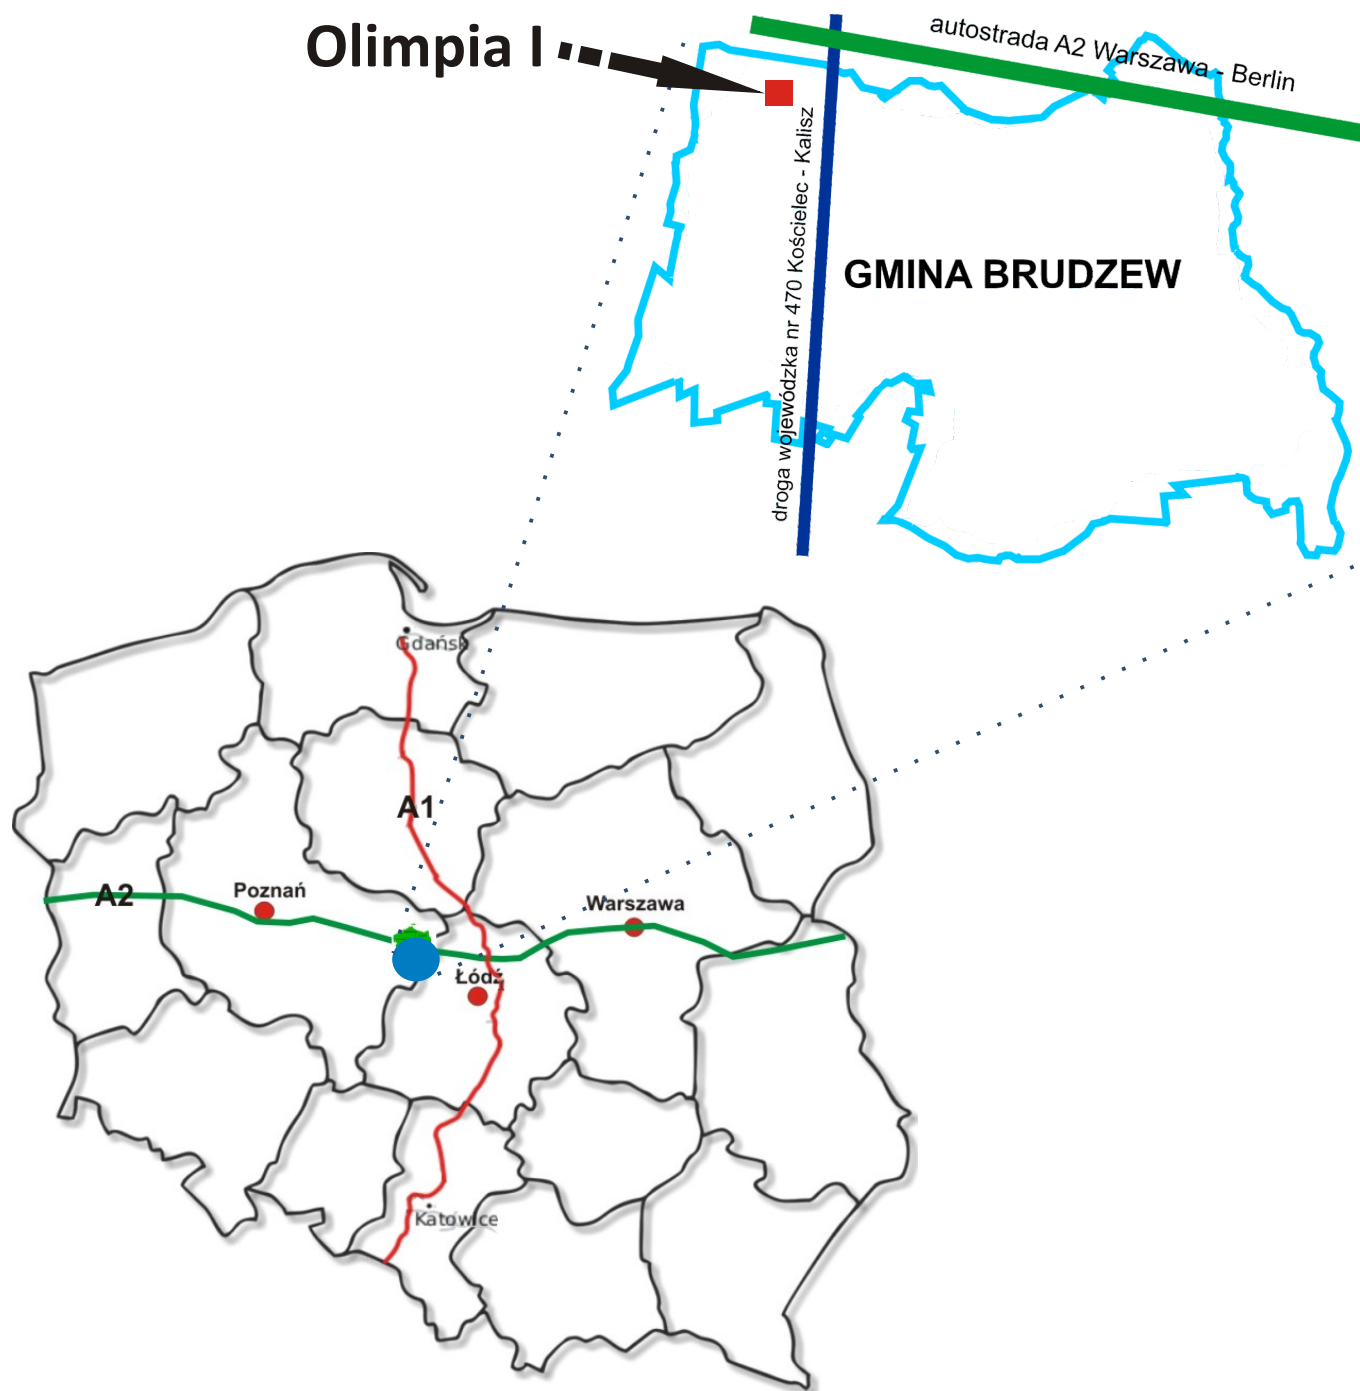 Olimpia I
autostrada A2 Warszawa - Berlin
droga wojewódzka nr 470 Kościelec - Kalisz
GMINA BRUDZEW
Gdańsk
A1
A2
Poznań
Warszawa
Łódź
Katowice